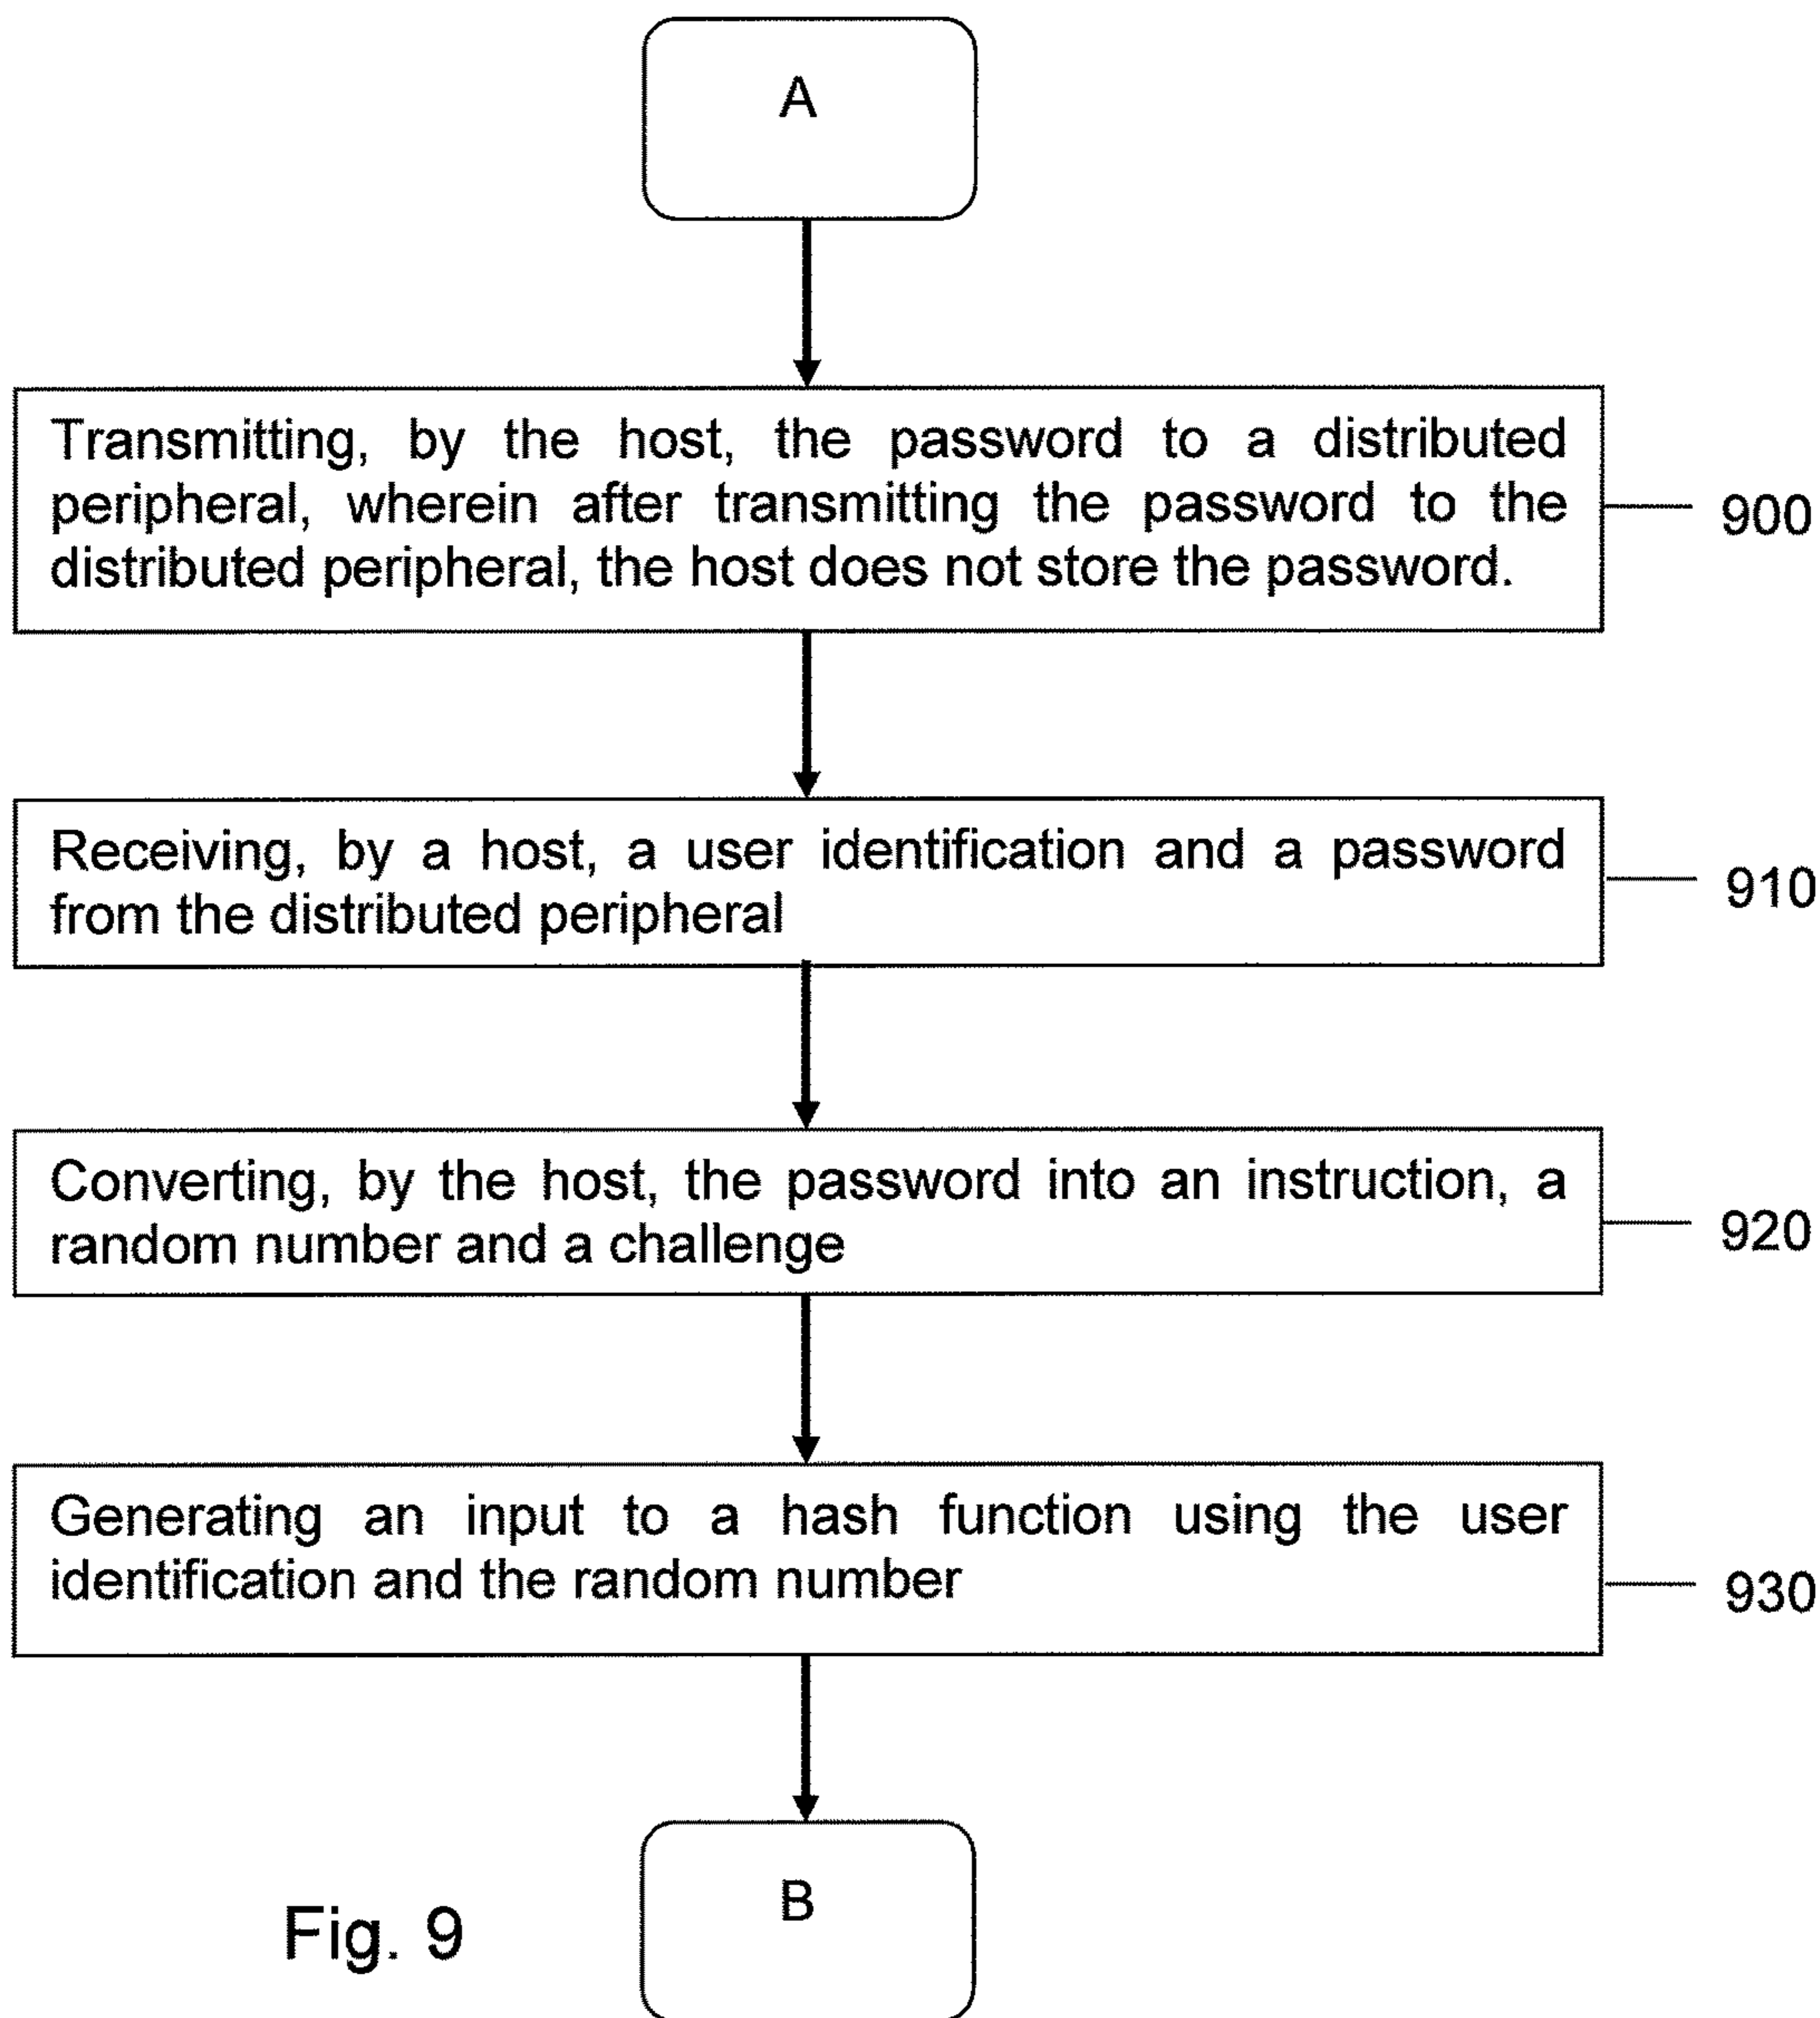 A
Transmitting, by the host, the password to a distributed
peripheral, wherein after transmitting the password to the
distributed peripheral, the host does not store the password.
900
Receiving, by a host, a user identification and a password
from the distributed peripheral
910
Converting, by the host, the password into an instruction, a
random number and a challenge
920
Generating an input to a hash function using the user
identification and the random number
930
B
Fig. 9